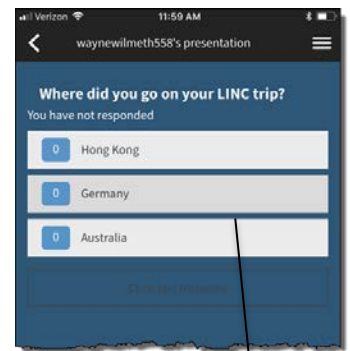 Verizon 11:59 AM
waynewilmeth558's presentation
Where did you go on your LINC trip?
You have not responded
0 Hong Kong
0 Germany
0 Australia